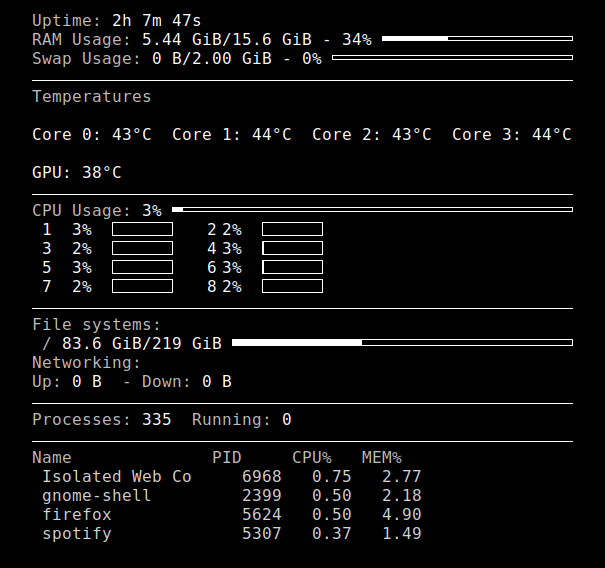 Uptime: 2h 7m 47s
RAM Usage: 5.44 GiB/15.6 GiB - 34%
Swap Usage: 0 B/2.00 GiB - 0%
Temperatures
Core 0: 43°C  Core 1: 44°C  Core 2: 43°C  Core 3: 44°C
GPU: 38°C
CPU Usage: 3%
1  3%  2 2%
3  2%  4 3%
5  3%  6 3%
7  2%  8 2%
File systems:
/ 83.6 GiB/219 GiB
Networking:
Up: 0 B  - Down: 0 B
Processes: 335  Running: 0
Name  PID  CPU%  MEM%
Isolated Web Co  6968  0.75  2.77
gnome-shell  2399  0.50  2.18
firefox  5624  0.50  4.90
spotify  5307  0.37  1.49